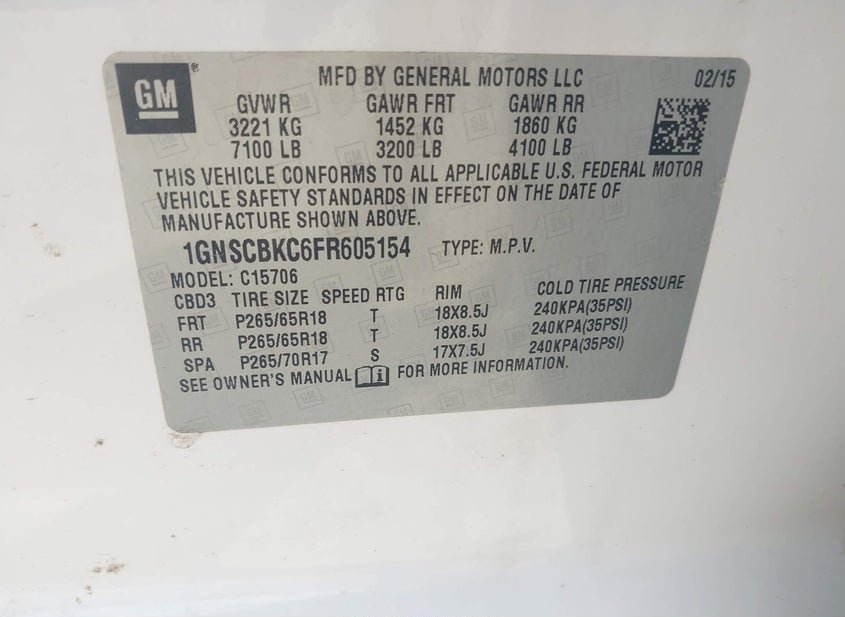 GM
MFD BY GENERAL MOTORS LLC 02/15
GVWR GAWR FRT GAWR RR
3221 KG 1452 KG 1860 KG
7100 LB 3200 LB 4100 LB
THIS VEHICLE CONFORMS TO ALL APPLICABLE U.S. FEDERAL MOTOR
VEHICLE SAFETY STANDARDS IN EFFECT ON THE DATE OF
MANUFACTURE SHOWN ABOVE.
1GNSCBKC6FR605154 TYPE: M.P.V.
MODEL: C15706
CBD3 TIRE SIZE SPEED RTG RIM COLD TIRE PRESSURE
FRT P265/65R18 T 18X8.5J 240KPA(35PSI)
RR P265/65R18 T 18X8.5J 240KPA(35PSI)
SPA P265/70R17 S 17X7.5J 240KPA(35PSI)
SEE OWNER'S MANUAL FOR MORE INFORMATION.